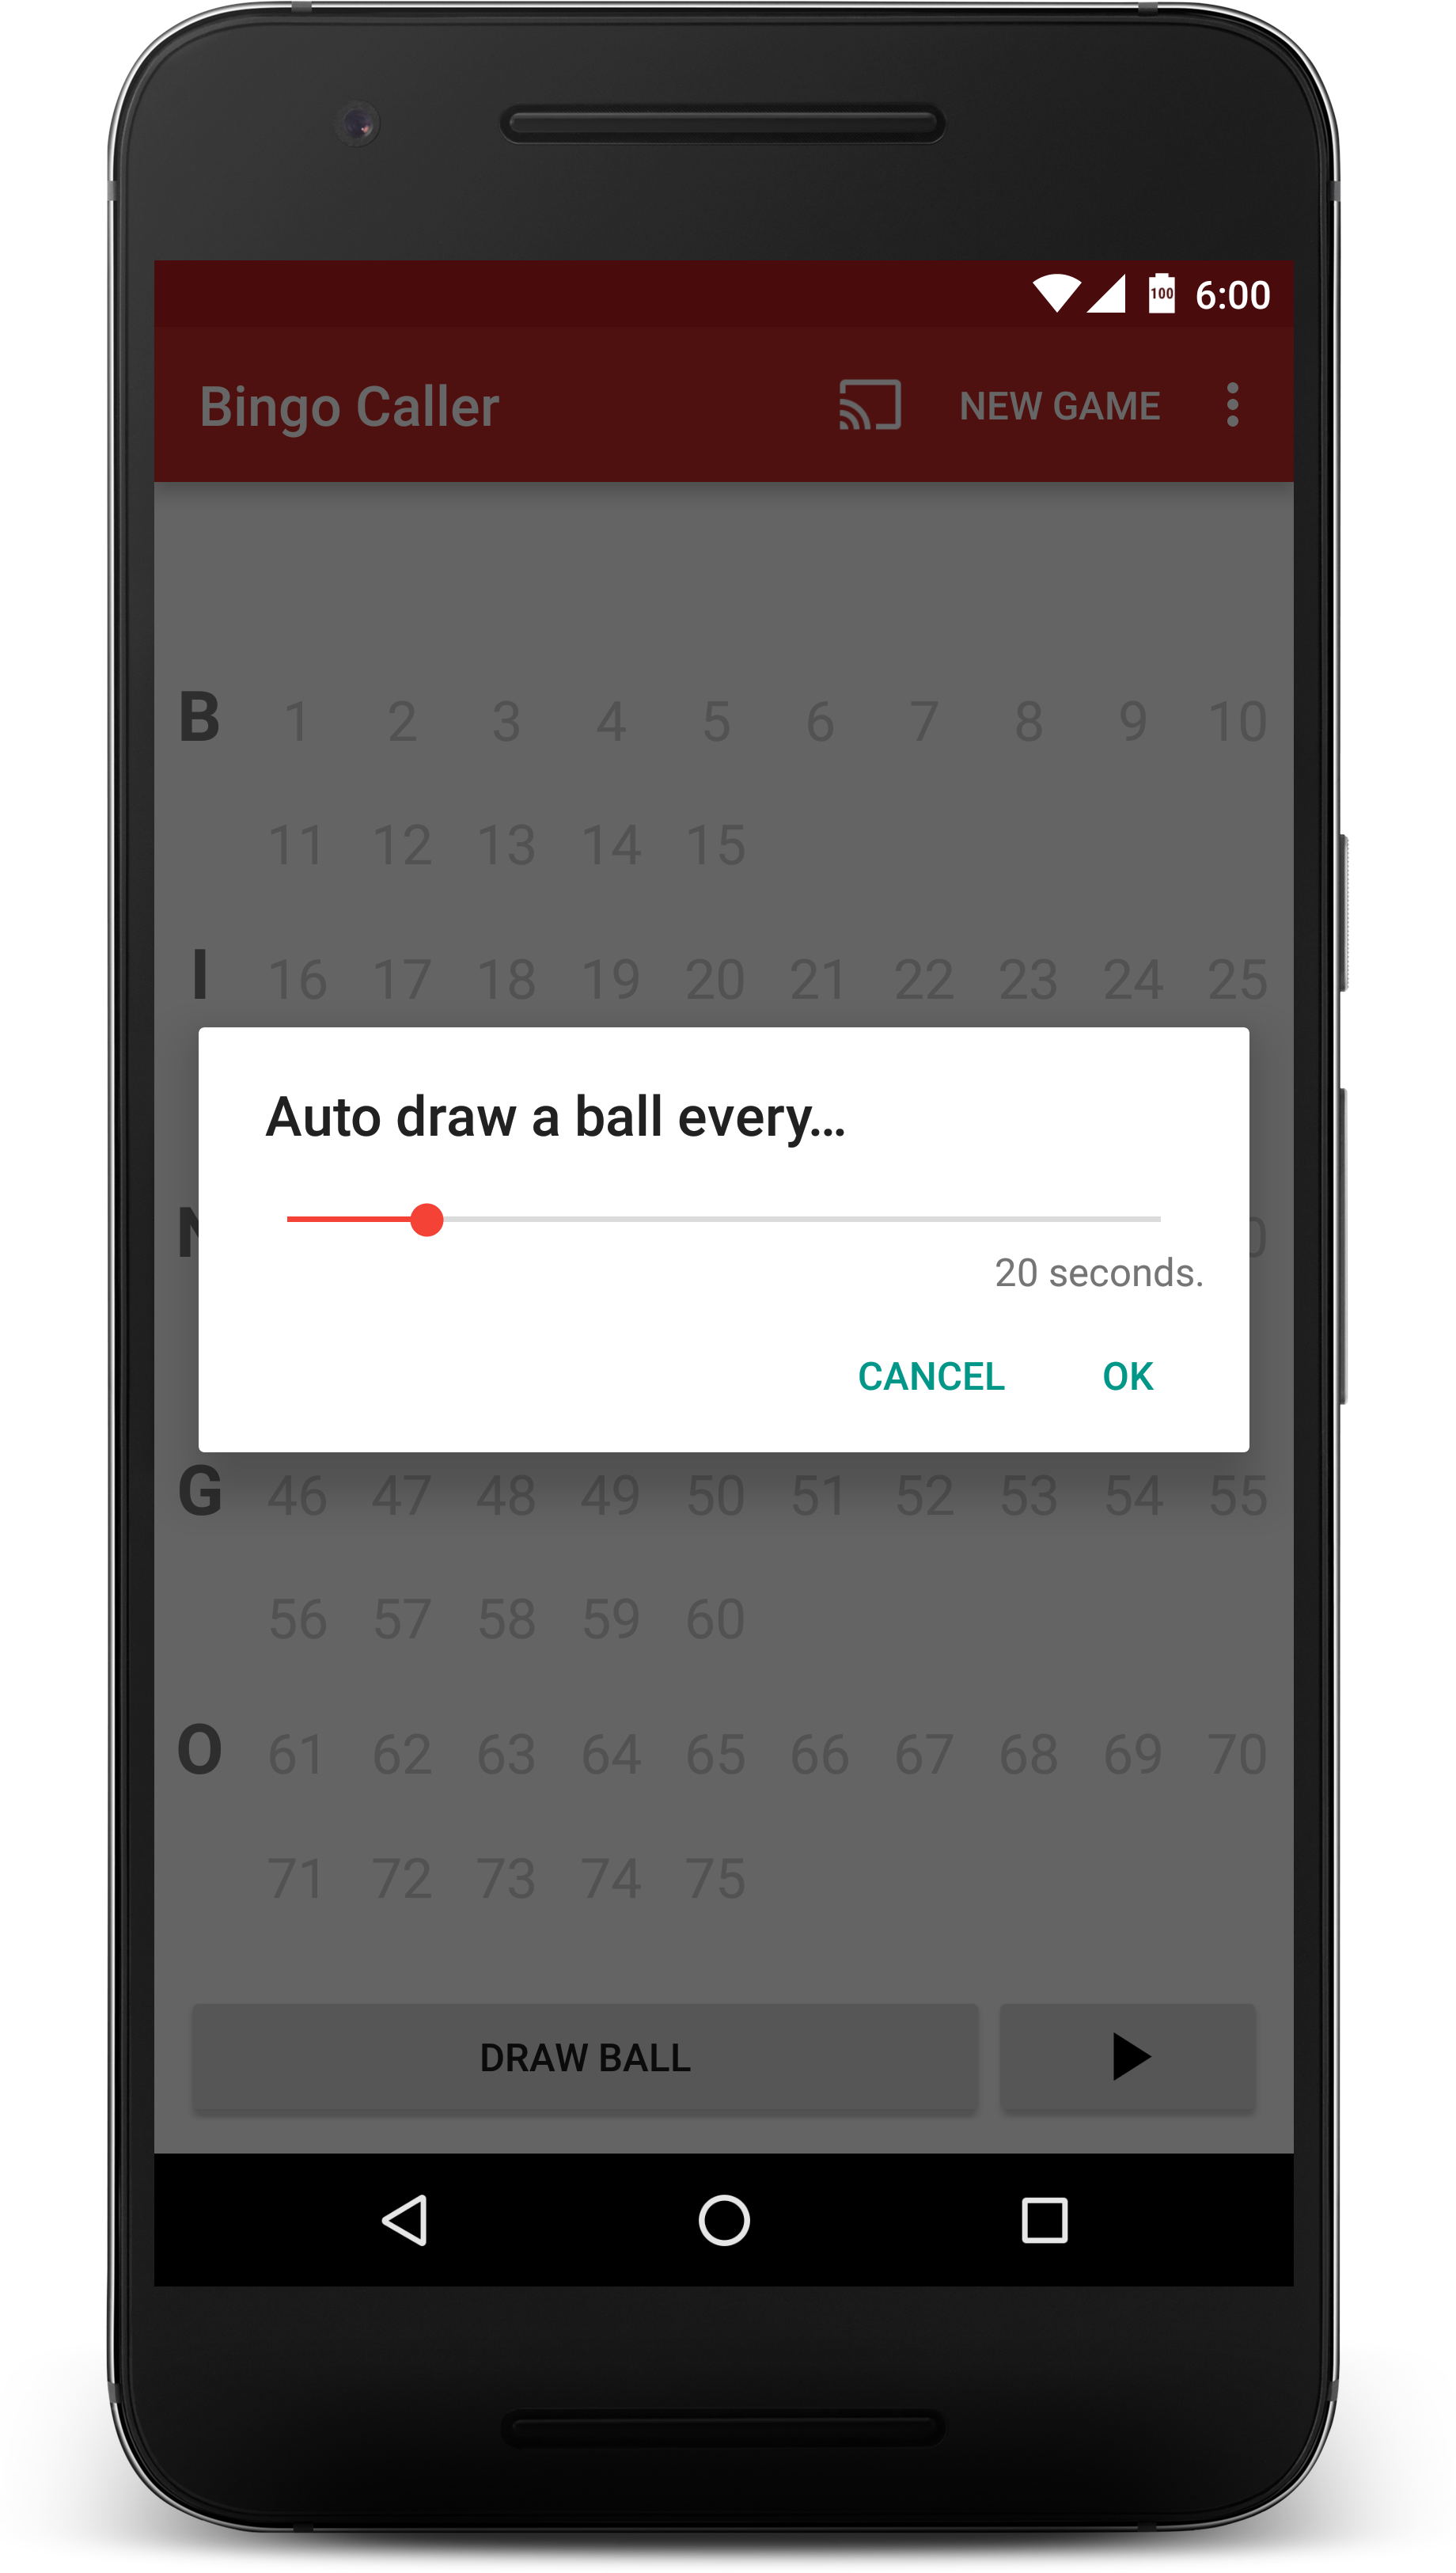 100 6:00
Bingo Caller NEW GAME
B 1 2 3 4 5 6 7 8 9 10
11 12 13 14 15
I 16 17 18 19 20 21 22 23 24 25
Auto draw a ball every...
20 seconds.
CANCEL OK
G 46 47 48 49 50 51 52 53 54 55
56 57 58 59 60
O 61 62 63 64 65 66 67 68 69 70
71 72 73 74 75
DRAW BALL